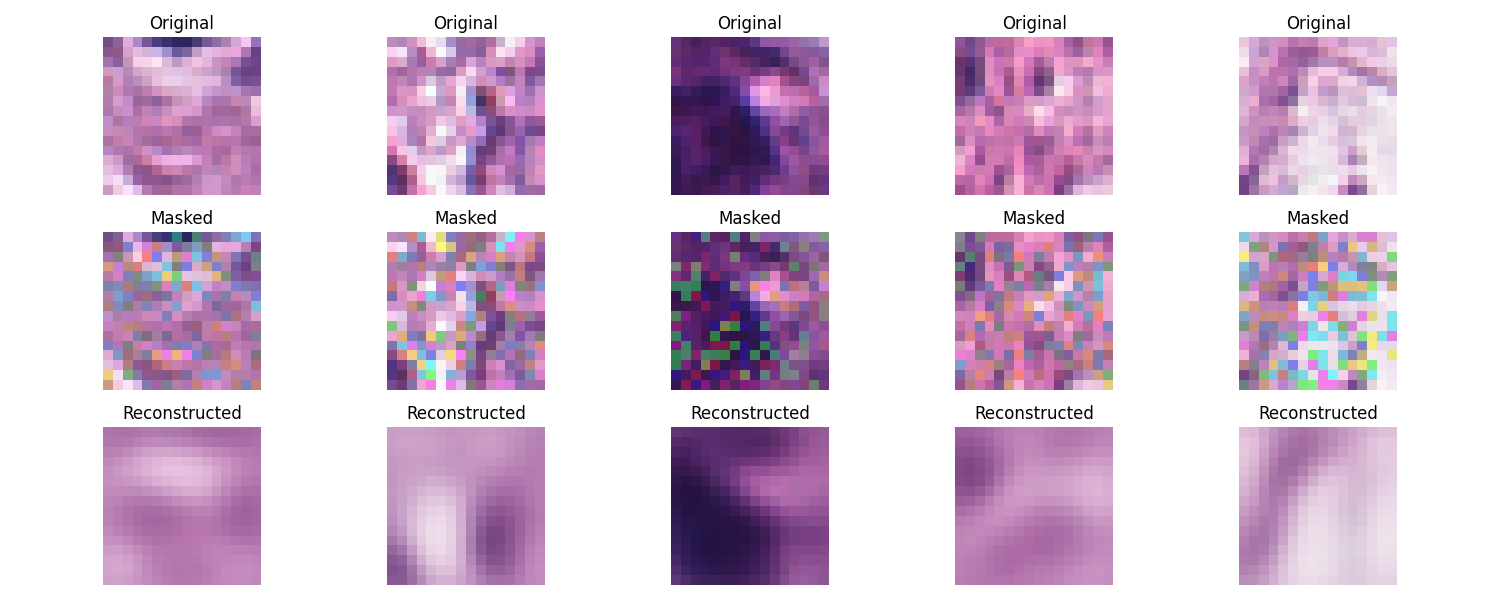 Original Original Original Original Original
Masked Masked Masked Masked Masked
Reconstructed Reconstructed Reconstructed Reconstructed Reconstructed